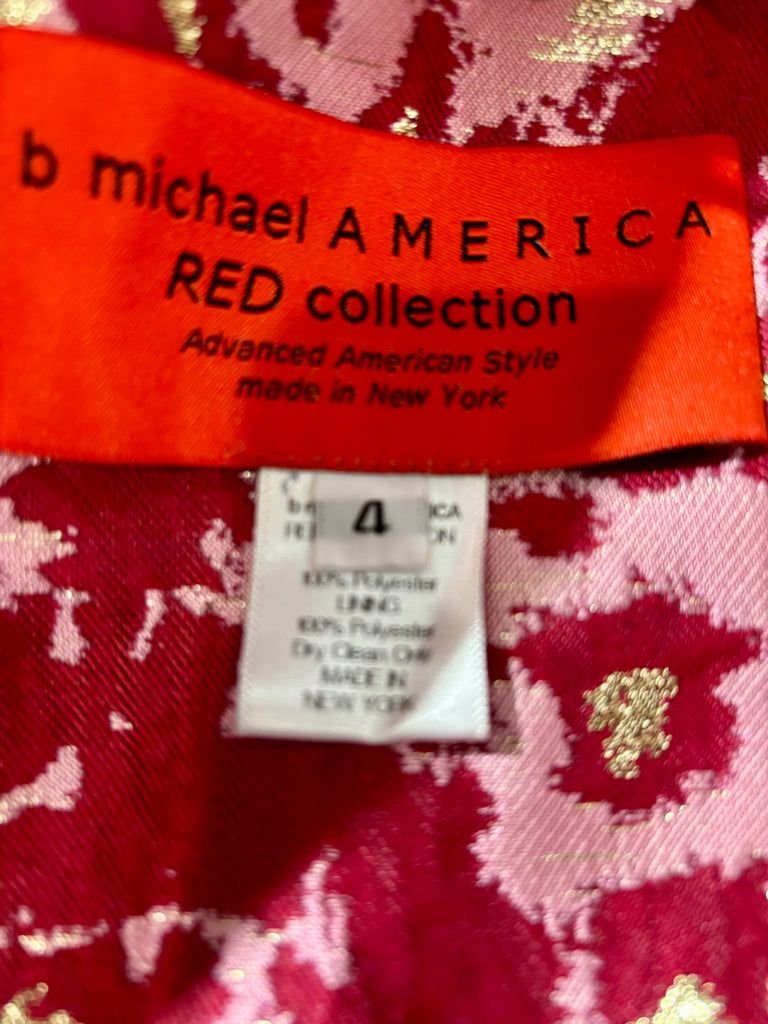 b michael AMERICA
RED collection
Advanced American Style
made in New York
4
100% Polyester
LINING
100% Polyester
Dry Clean Only
MADE IN
NEW YORK